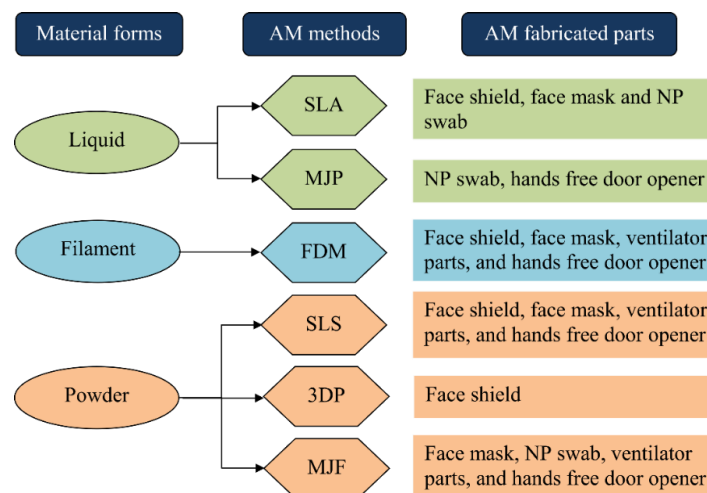 Material forms
AM methods
AM fabricated parts
Liquid
SLA
Face shield, face mask and NP
swab
MJP
NP swab, hands free door opener
Filament
FDM
Face shield, face mask, ventilator
parts, and hands free door opener
Powder
SLS
Face shield, face mask, ventilator
parts, and hands free door opener
3DP
Face shield
MJF
Face mask, NP swab, ventilator
parts, and hands free door opener